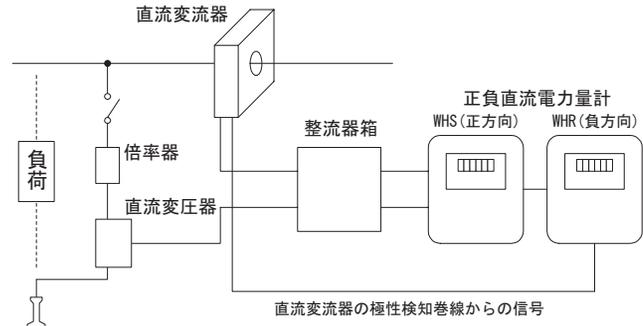 直流変流器
正負直流電力量計
WHS(正方向)
WHR(負方向)
整流器箱
倍率器
負荷
直流変圧器
直流変流器の極性検知巻線からの信号